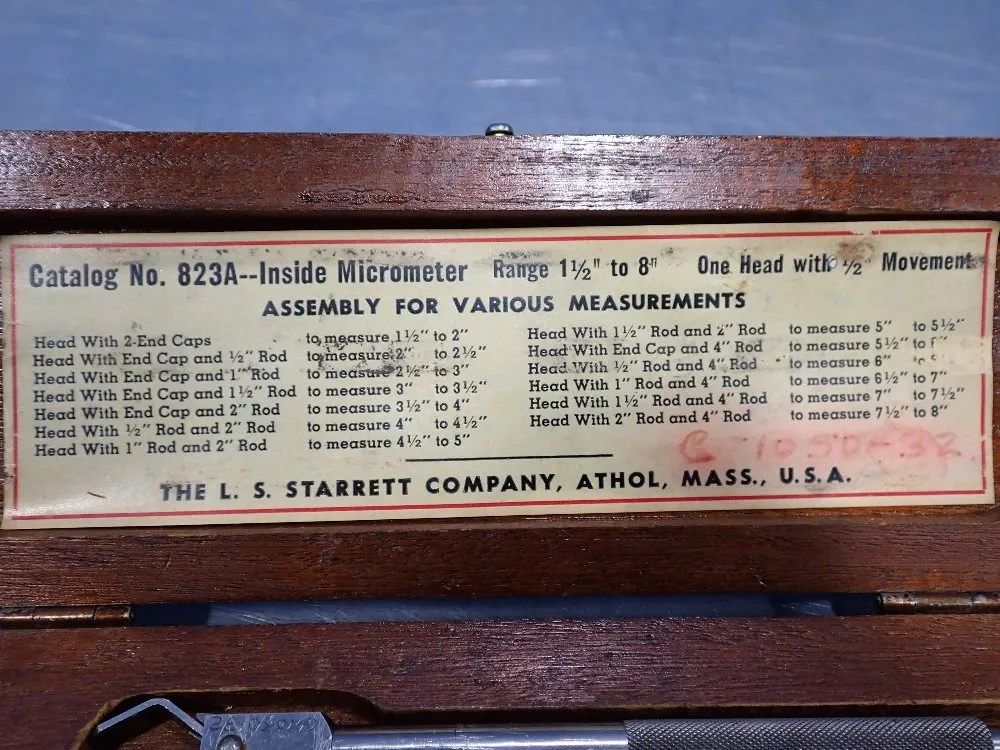 Catalog No. 823A--Inside Micrometer Range 1½" to 8" One Head with ½" Movement
ASSEMBLY FOR VARIOUS MEASUREMENTS
Head With 2-End Caps to measure 1½" to 2"
Head With End Cap and ½" Rod to measure 2" to 2½"
Head With End Cap and 1" Rod to measure 2½" to 3"
Head With End Cap and 1½" Rod to measure 3" to 3½"
Head With End Cap and 2" Rod to measure 3½" to 4"
Head With ½" Rod and 2" Rod to measure 4" to 4½"
Head With 1" Rod and 2" Rod to measure 4½" to 5"
Head With 1½" Rod and 2" Rod to measure 5" to 5½"
Head With End Cap and 4" Rod to measure 5½" to
Head With ½" Rod and 4" Rod to measure 6" to
Head With 1" Rod and 4" Rod to measure 6½" to 7"
Head With 1½" Rod and 4" Rod to measure 7" to 7½"
Head With 2" Rod and 4" Rod to measure 7½" to 8"
C-1050-32
THE L. S. STARRETT COMPANY, ATHOL, MASS., U.S.A.